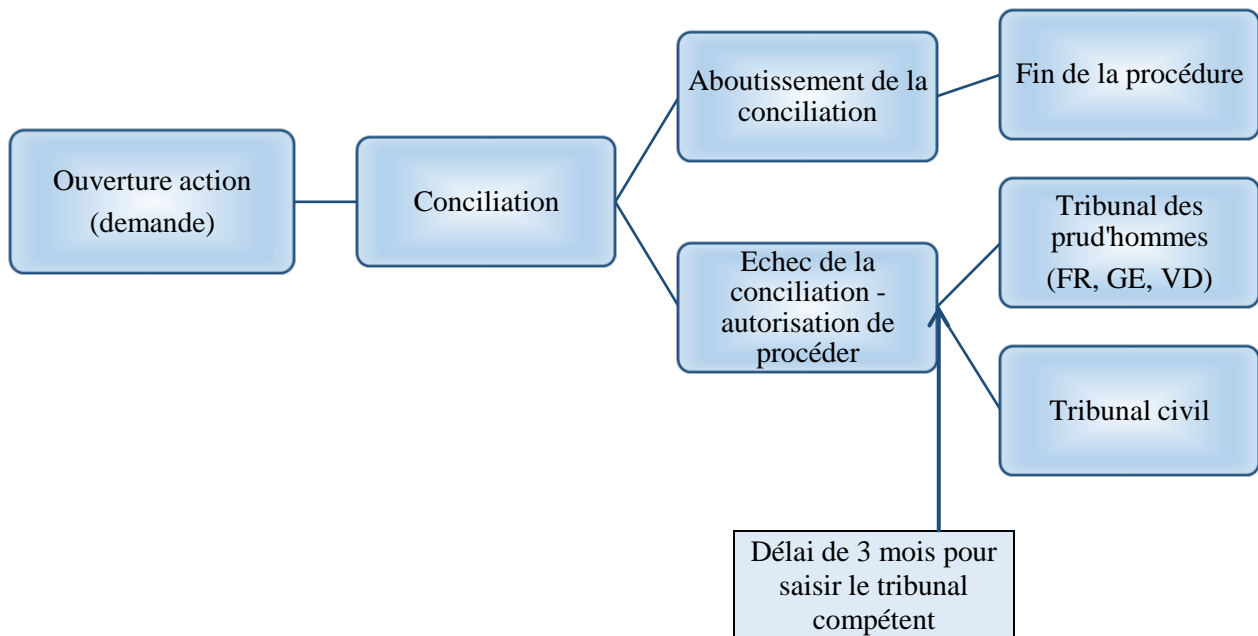 Ouverture action
(demande)
Conciliation
Aboutissement de la
conciliation
Fin de la procédure
Echec de la
conciliation -
autorisation de
procéder
Tribunal des
prud'hommes
(FR, GE, VD)
Tribunal civil
Délai de 3 mois pour
saisir le tribunal
compétent